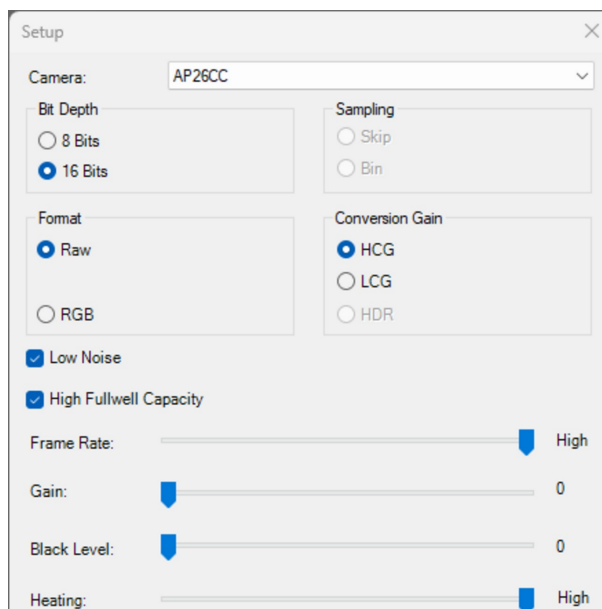 Setup
Camera: AP26CC
Bit Depth
8 Bits
16 Bits
Sampling
Skip
Bin
Format
Raw
RGB
Conversion Gain
HCG
LCG
HDR
Low Noise
High Fullwell Capacity
Frame Rate: High
Gain: 0
Black Level: 0
Heating: High